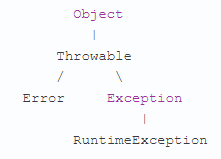 Object
|
Throwable
/ \
Error Exception
|
RuntimeException